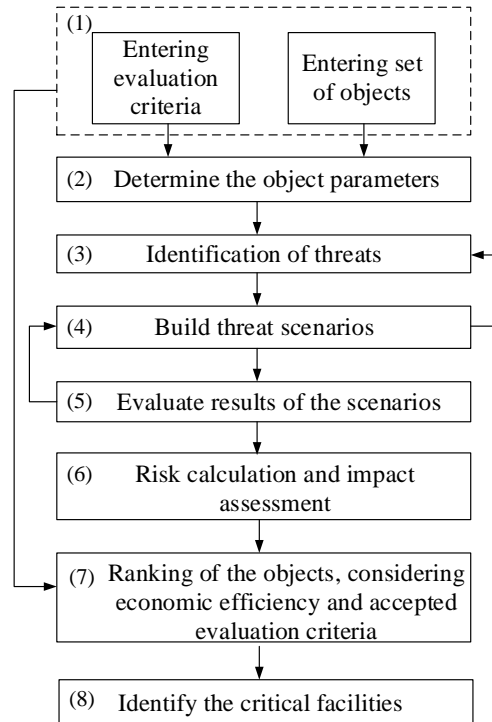 (1)
Entering
evaluation
criteria
Entering set
of objects
(2) Determine the object parameters
(3) Identification of threats
(4) Build threat scenarios
(5) Evaluate results of the scenarios
(6) Risk calculation and impact
assessment
(7) Ranking of the objects, considering
economic efficiency and accepted
evaluation criteria
(8) Identify the critical facilities